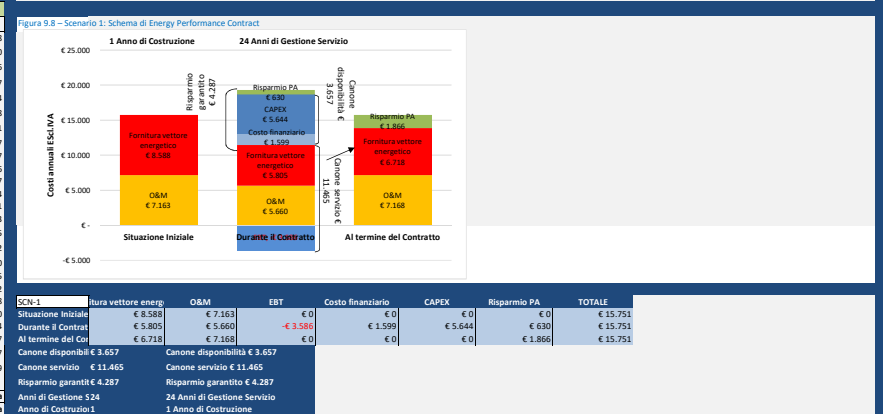 Figura 9.8 – Scenario 1: Schema di Energy Performance Contract
1 Anno di Costruzione 24 Anni di Gestione Servizio
Costi annuali EScl.IVA
€ 25.000
€ 20.000
€ 15.000
€ 10.000
€ 5.000
€ -
-€ 5.000
Fornitura vettore
energetico
€ 8.588
O&M
€ 7.163
Situazione Iniziale
Risparmio
garantito
€ 4.287
Risparmio PA
€ 630
CAPEX
€ 5.644
Costo finanziario
€ 1.599
Fornitura vettore
energetico
€ 5.805
O&M
€ 5.660
Durante il Contratto
Canone
disponibilità €
3.657
Canone servizio €
11.465
Risparmio PA
€ 1.866
Fornitura vettore
energetico
€ 6.718
O&M
€ 7.168
Al termine del Contratto
SCN-1 itura vettore energ O&M EBT Costo finanziario CAPEX Risparmio PA TOTALE
Situazione Iniziale € 8.588 € 7.163 € 0 € 0 € 0 € 0 € 15.751
Durante il Contrat € 5.805 € 5.660 -€ 3.586 € 1.599 € 5.644 € 630 € 15.751
Al termine del Cor € 6.718 € 7.168 € 0 € 0 € 0 € 1.866 € 15.751
Canone disponibil € 3.657 Canone disponibilità € 3.657
Canone servizio € 11.465 Canone servizio € 11.465
Risparmio garantit € 4.287 Risparmio garantito € 4.287
Anni di Gestione S 24 24 Anni di Gestione Servizio
Anno di Costruzio 1 1 Anno di Costruzione